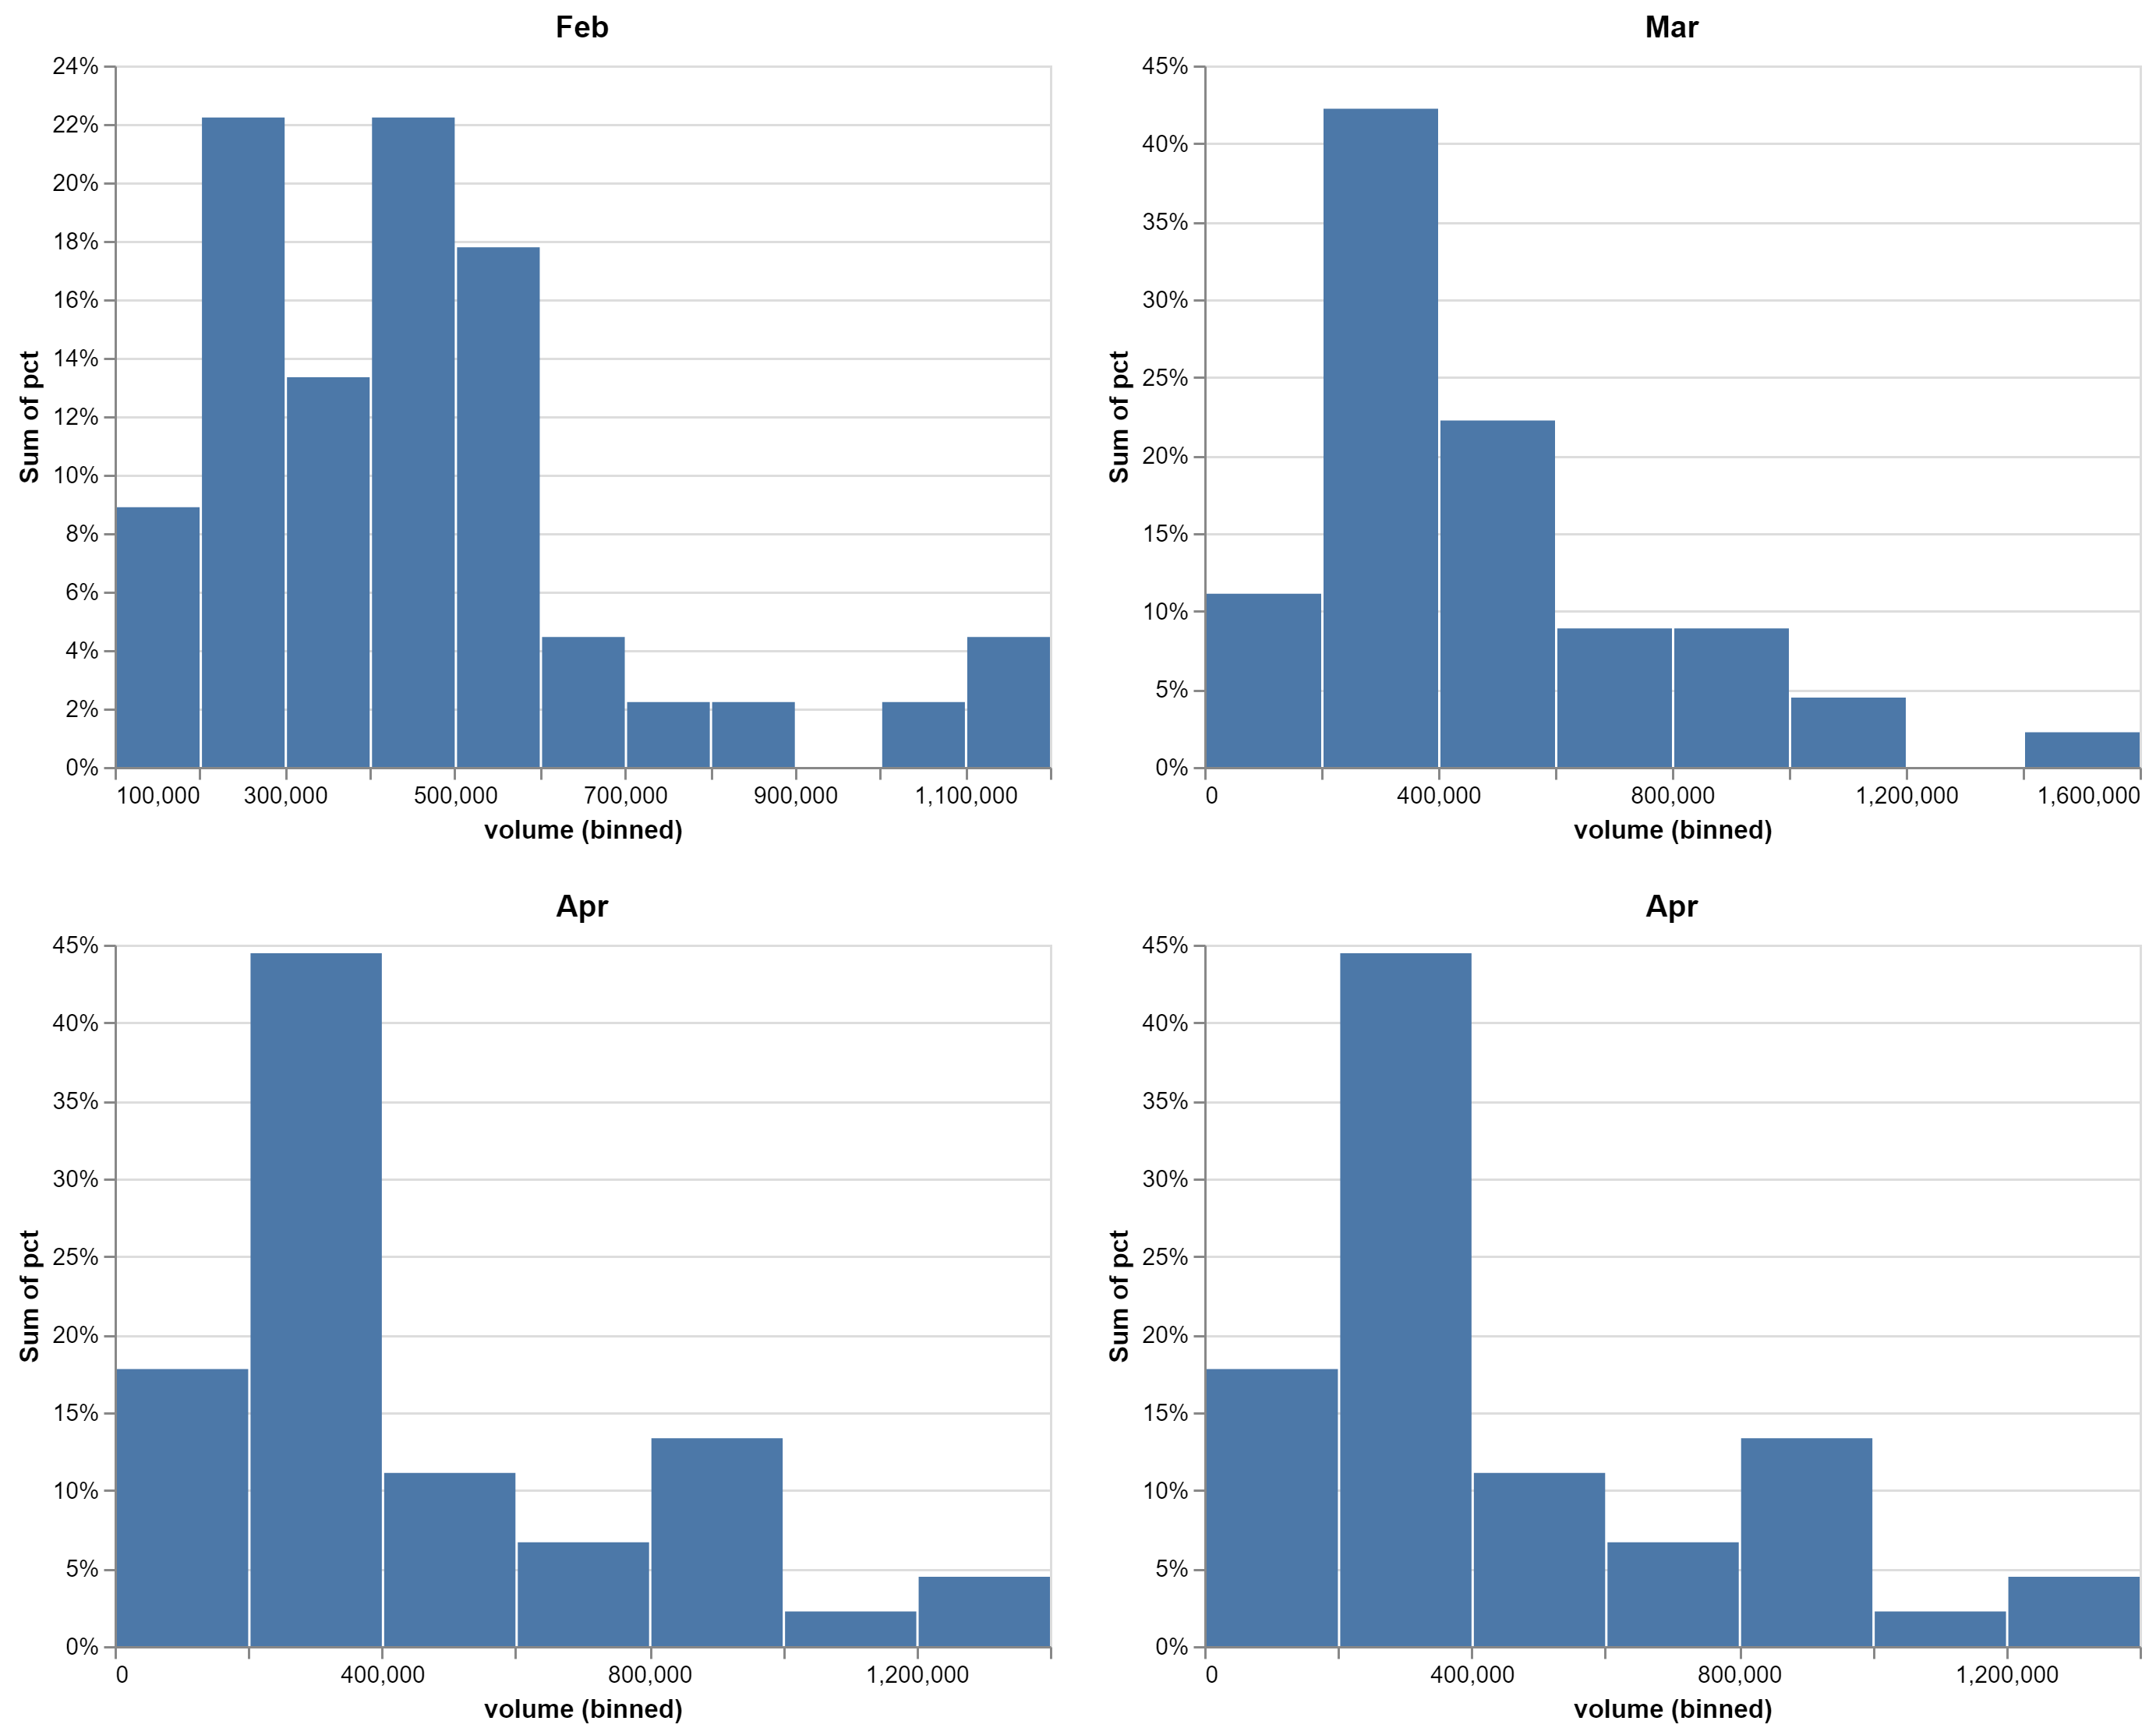 Feb
24%
22%
20%
18%
16%
14%
12%
10%
8%
6%
4%
2%
0%
Sum of pct
100,000 300,000 500,000 700,000 900,000 1,100,000
volume (binned)
Mar
45%
40%
35%
30%
25%
20%
15%
10%
5%
0%
Sum of pct
0 400,000 800,000 1,200,000 1,600,000
volume (binned)
Apr
45%
40%
35%
30%
25%
20%
15%
10%
5%
0%
Sum of pct
0 400,000 800,000 1,200,000
volume (binned)
Apr
45%
40%
35%
30%
25%
20%
15%
10%
5%
0%
Sum of pct
0 400,000 800,000 1,200,000
volume (binned)